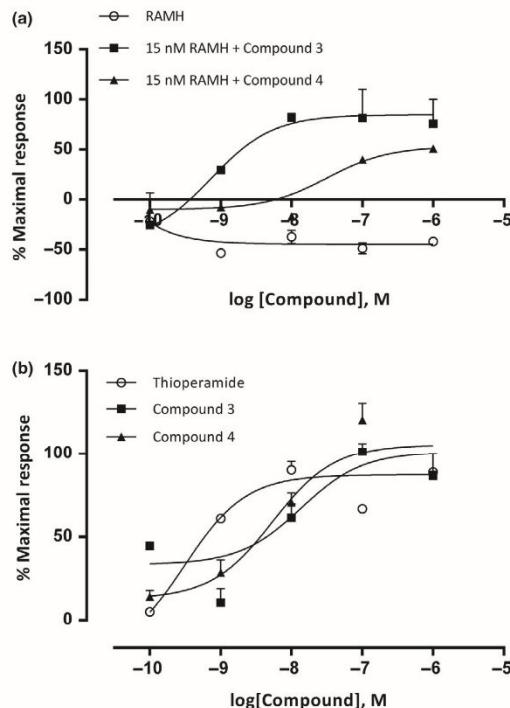 (a)
RAMH
15 nM RAMH + Compound 3
15 nM RAMH + Compound 4
% Maximal response
150
100
50
0
−50
−100
−10
−9
−8
−7
−6
−5
log [Compound], M
(b)
Thioperamide
Compound 3
Compound 4
% Maximal response
150
100
50
0
−10
−9
−8
−7
−6
−5
log[Compound], M